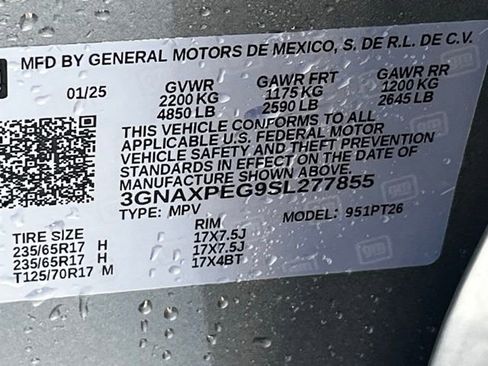 MFD BY GENERAL MOTORS DE MEXICO, S. DE R.L. DE C.V.
01/25 GVWR GAWR FRT GAWR RR
2200 KG 1175 KG 1200 KG
4850 LB 2590 LB 2645 LB
THIS VEHICLE CONFORMS TO ALL
APPLICABLE U.S. FEDERAL MOTOR
VEHICLE SAFETY AND THEFT PREVENTION
STANDARDS IN EFFECT ON THE DATE OF
MANUFACTURE SHOWN ABOVE.
3GNAXPEG9SL277855
TYPE: MPV MODEL: 951PT26
TIRE SIZE RIM
235/65R17 H 17X7.5J
235/65R17 H 17X7.5J
T125/70R17 M 17X4BT